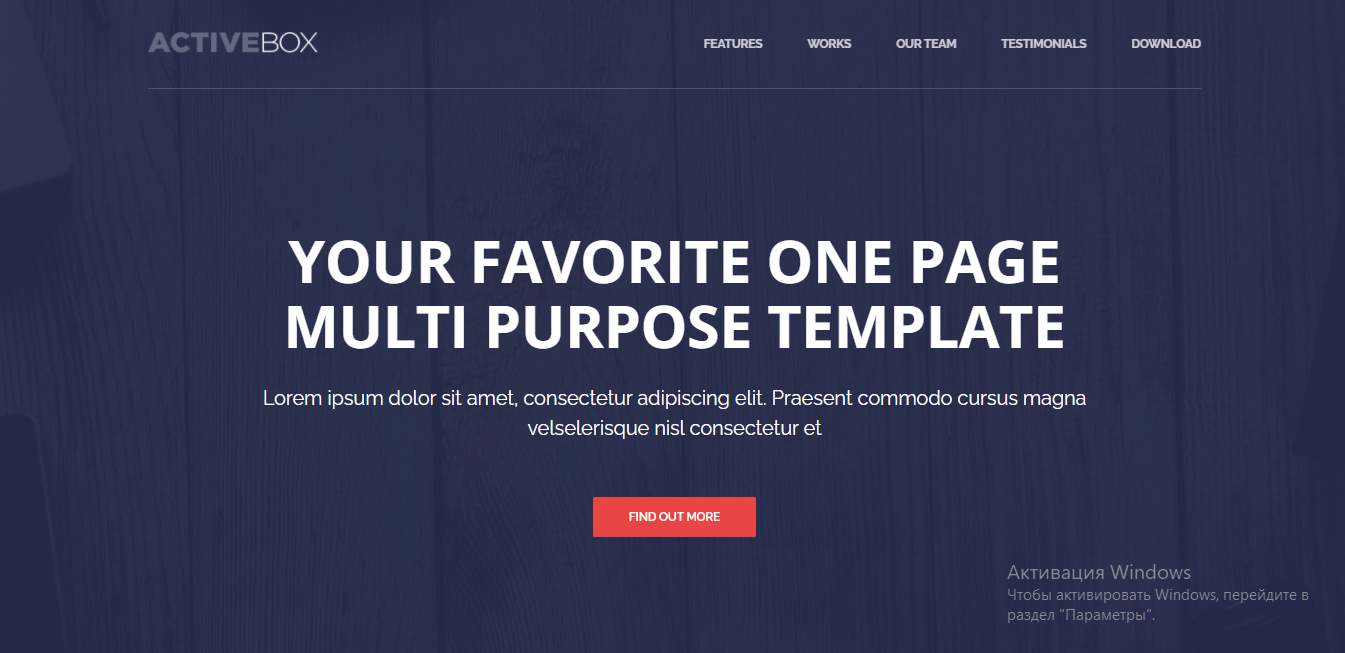 ACTIVEBOX
FEATURES WORKS OUR TEAM TESTIMONIALS DOWNLOAD
YOUR FAVORITE ONE PAGE
MULTI PURPOSE TEMPLATE
Lorem ipsum dolor sit amet, consectetur adipiscing elit. Praesent commodo cursus magna
velselerisque nisl consectetur et
FIND OUT MORE
Активация Windows
Чтобы активировать Windows, перейдите в
раздел "Параметры".